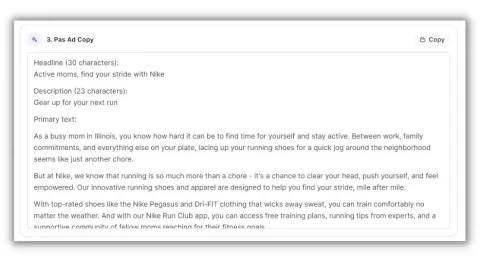 3. Pas Ad Copy
Copy
Headline (30 characters):
Active moms, find your stride with Nike
Description (23 characters):
Gear up for your next run
Primary text:
As a busy mom in Illinois, you know how hard it can be to find time for yourself and stay active. Between work, family
commitments, and everything else on your plate, lacing up your running shoes for a quick jog around the neighborhood
seems like just another chore.
But at Nike, we know that running is so much more than a chore - it's a chance to clear your head, push yourself, and feel
empowered. Our innovative running shoes and apparel are designed to help you find your stride, mile after mile.
With top-rated shoes like the Nike Pegasus and Dri-FIT clothing that wicks away sweat, you can train comfortably no
matter the weather. And with our Nike Run Club app, you can access free training plans, running tips from experts, and a
supportive community of fellow moms reaching for their fitness goals.